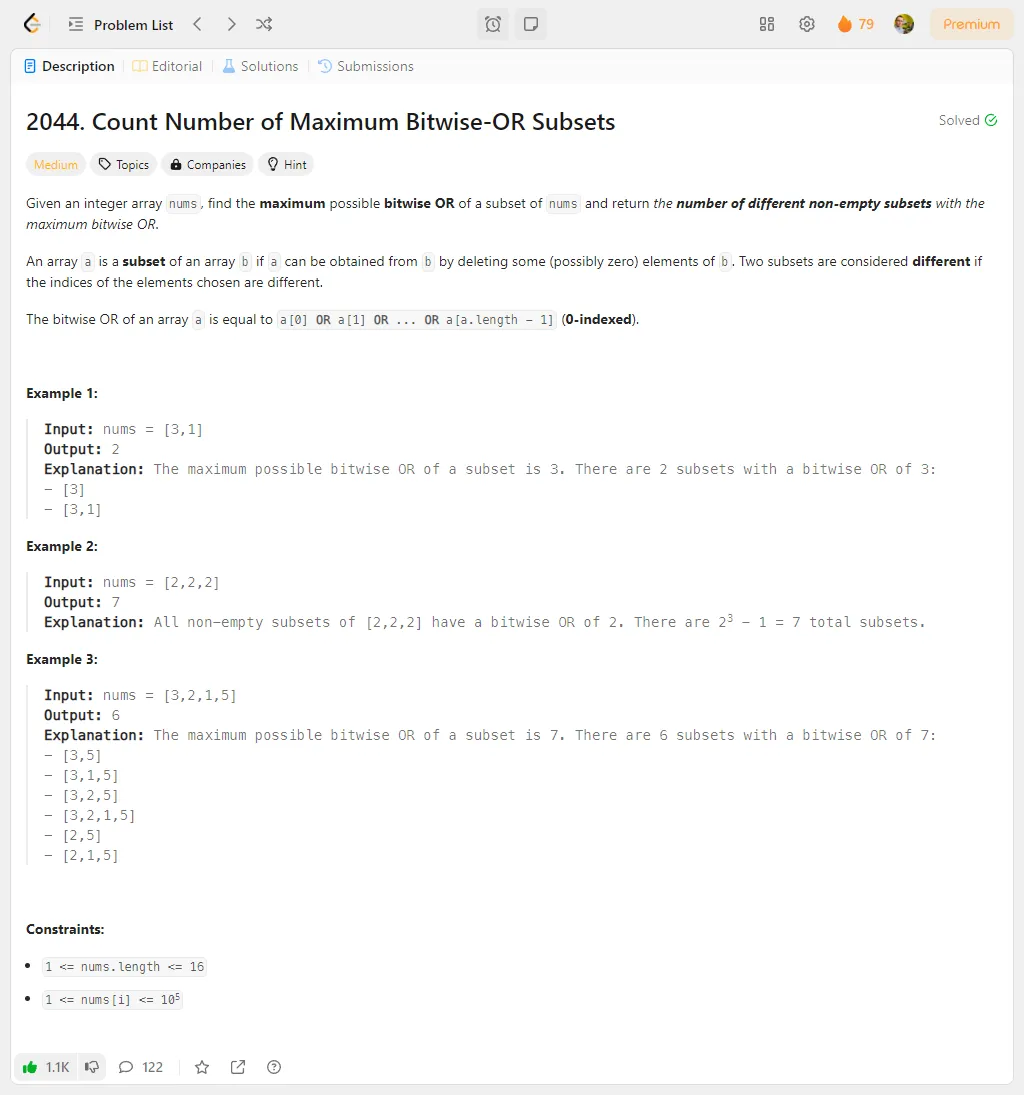 Problem List
79
Premium
Description
Editorial
Solutions
Submissions
2044. Count Number of Maximum Bitwise-OR Subsets
Solved
Medium
Topics
Companies
Hint
Given an integer array nums, find the maximum possible bitwise OR of a subset of nums and return the number of different non-empty subsets with the
maximum bitwise OR.
An array a is a subset of an array b if a can be obtained from b by deleting some (possibly zero) elements of b. Two subsets are considered different if
the indices of the elements chosen are different.
The bitwise OR of an array a is equal to a[0] OR a[1] OR ... OR a[a.length - 1] (0-indexed).
Example 1:
Input: nums = [3,1]
Output: 2
Explanation: The maximum possible bitwise OR of a subset is 3. There are 2 subsets with a bitwise OR of 3:
- [3]
- [3,1]
Example 2:
Input: nums = [2,2,2]
Output: 7
Explanation: All non-empty subsets of [2,2,2] have a bitwise OR of 2. There are 2³ - 1 = 7 total subsets.
Example 3:
Input: nums = [3,2,1,5]
Output: 6
Explanation: The maximum possible bitwise OR of a subset is 7. There are 6 subsets with a bitwise OR of 7:
- [3,5]
- [3,1,5]
- [3,2,5]
- [3,2,1,5]
- [2,5]
- [2,1,5]
Constraints:
• 1 <= nums.length <= 16
• 1 <= nums[i] <= 10⁵
1.1K
122